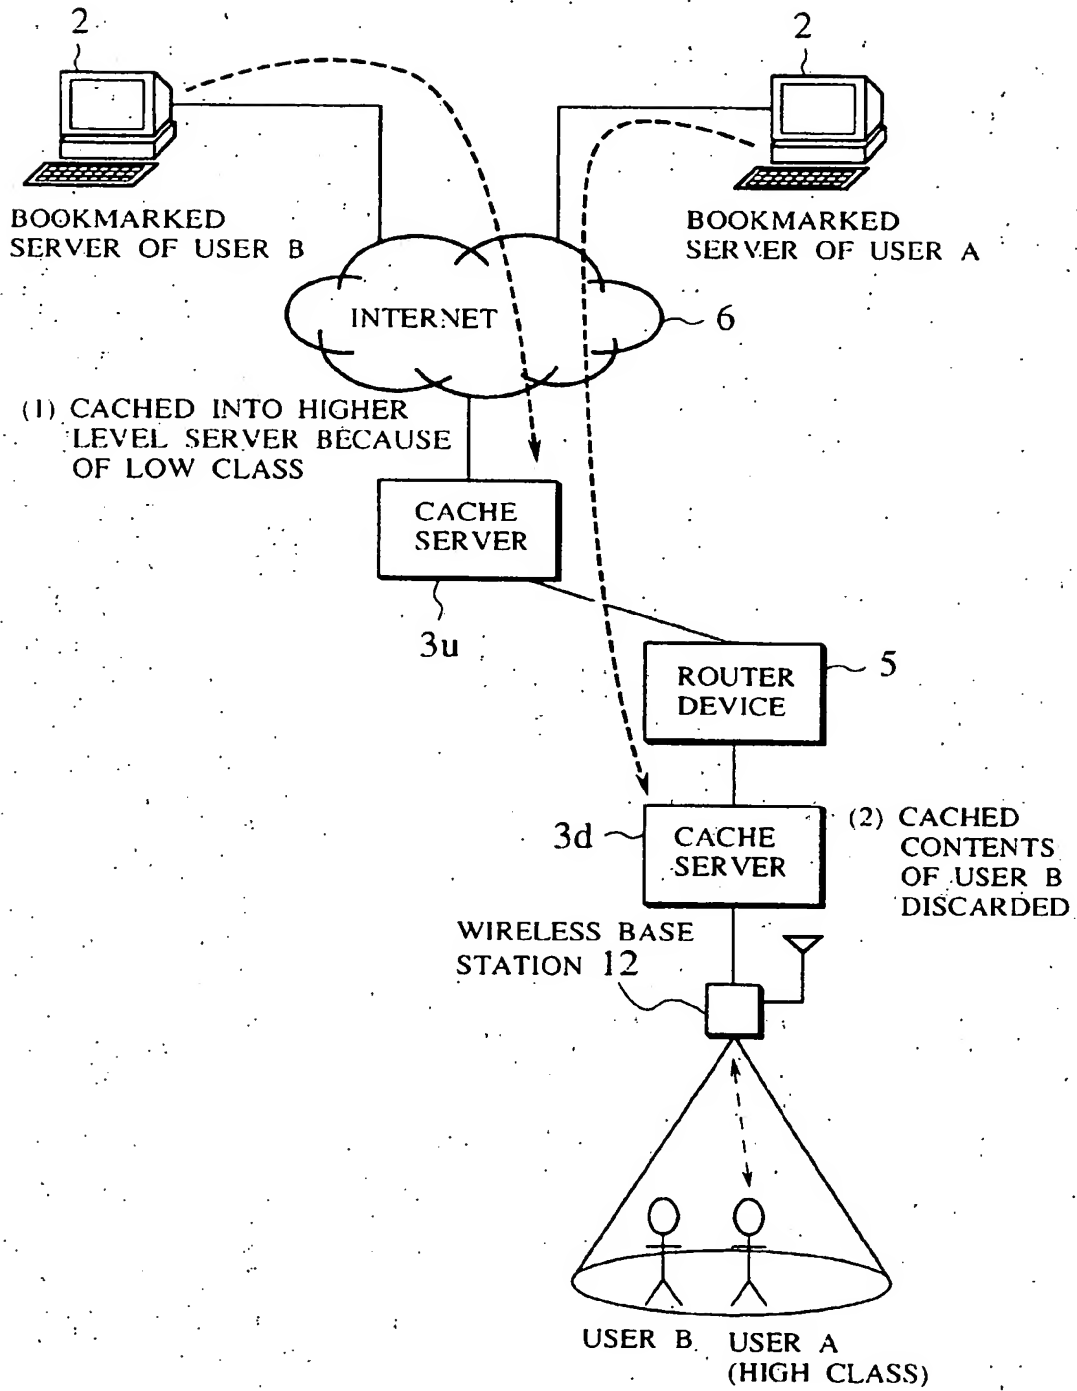 2
2
BOOKMARKED
SERVER OF USER B
BOOKMARKED
SERVER OF USER A
INTERNET
6
(1) CACHED INTO HIGHER
LEVEL SERVER BECAUSE
OF LOW CLASS
CACHE
SERVER
3u
ROUTER
DEVICE
5
3d
CACHE
SERVER
(2) CACHED
CONTENTS
OF USER B
DISCARDED
WIRELESS BASE
STATION 12
USER B
USER A
(HIGH CLASS)